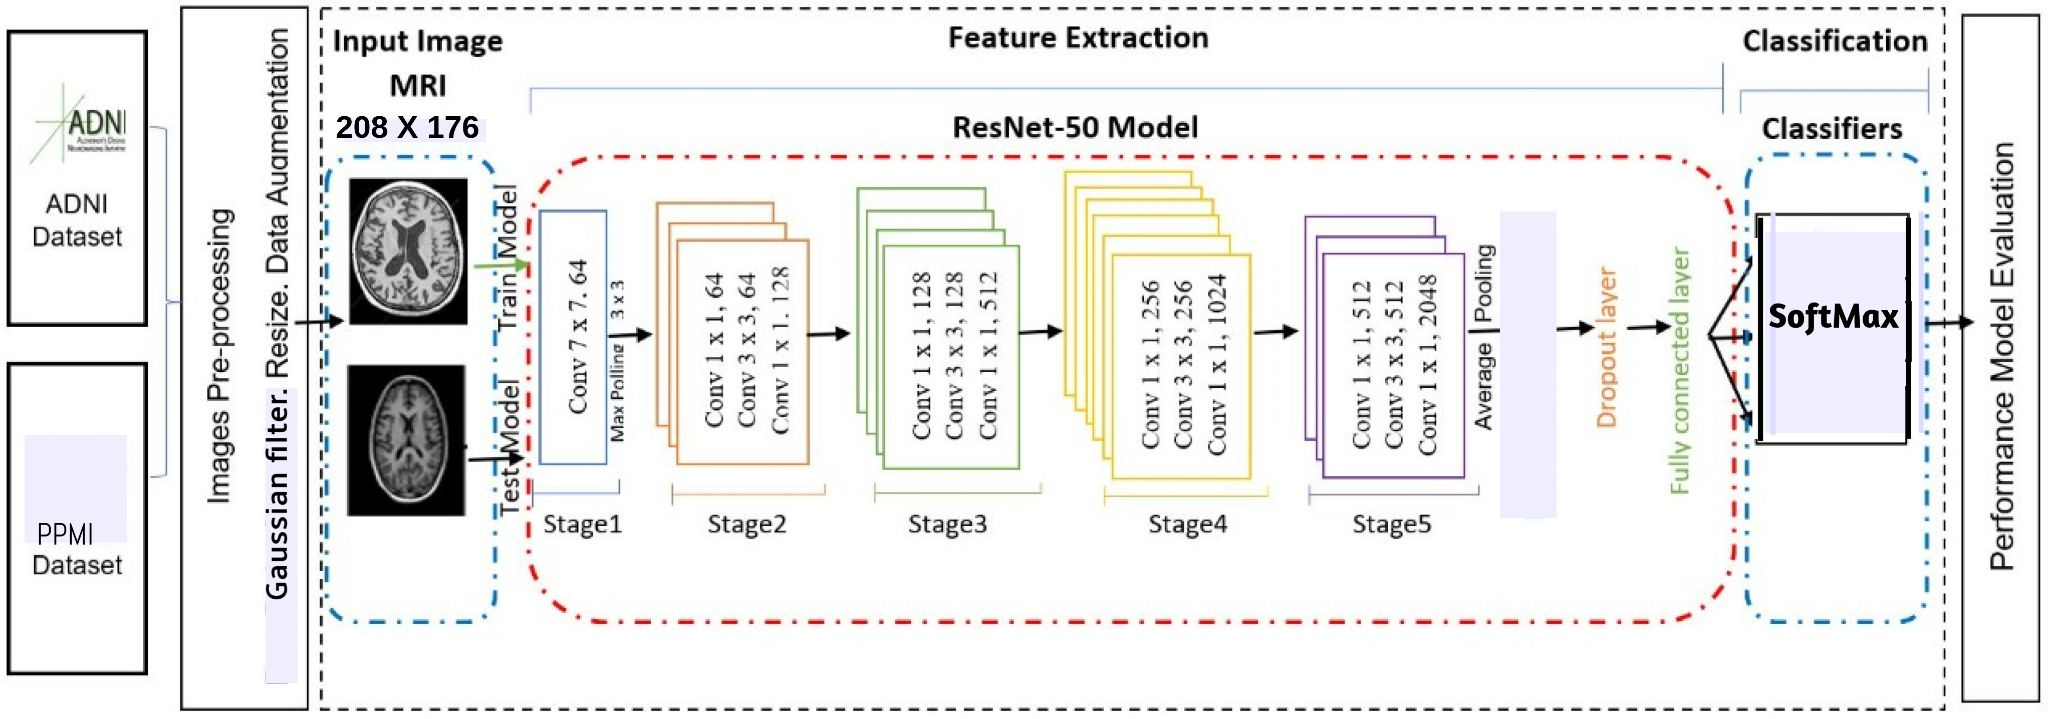 ADNI
ALZHEIMER'S DISEASE
NEUROIMAGING INITIATIVE
ADNI
Dataset
PPMI
Dataset
Images Pre-processing
Gaussian filter. Resize. Data Augmentation
Input Image
MRI
208 X 176
Train Model
Test Model
Feature Extraction
ResNet-50 Model
Conv 7 x 7. 64
Max Polling 3 x 3
Stage1
Conv 1 x 1, 64
Conv 3 x 3, 64
Conv 1 x 1. 128
Stage2
Conv 1 x 1, 128
Conv 3 x 3, 128
Conv 1 x 1, 512
Stage3
Conv 1 x 1, 256
Conv 3 x 3, 256
Conv 1 x 1, 1024
Stage4
Conv 1 x 1, 512
Conv 3 x 3, 512
Conv 1 x 1, 2048
Stage5
Average Pooling
Dropout layer
Fully connected layer
Classification
Classifiers
SoftMax
Performance Model Evaluation